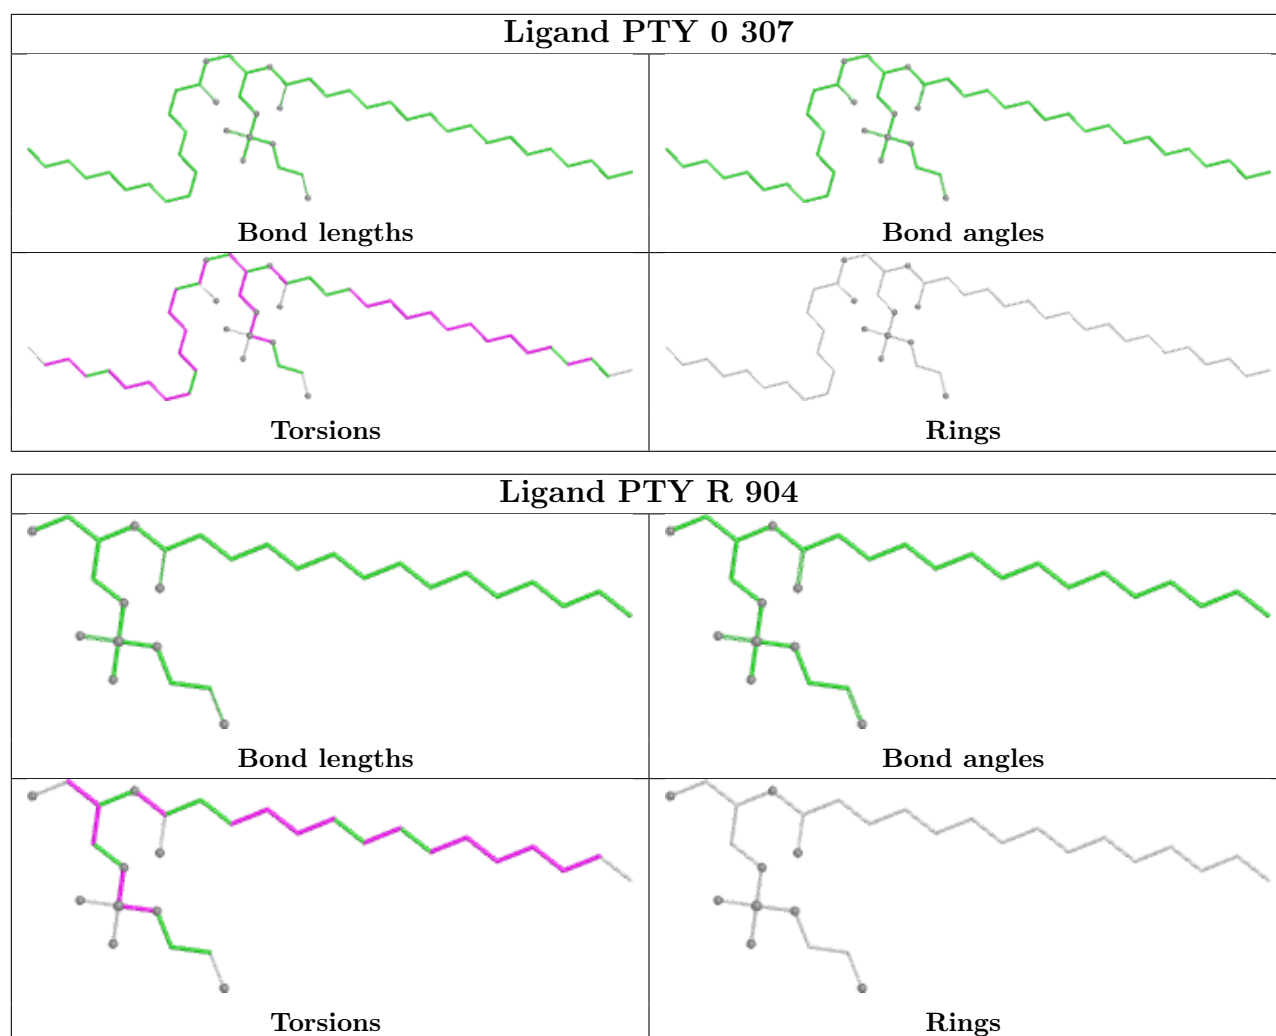 Ligand PTY 0 307
Bond lengths
Bond angles
Torsions
Rings
Ligand PTY R 904
Bond lengths
Bond angles
Torsions
Rings